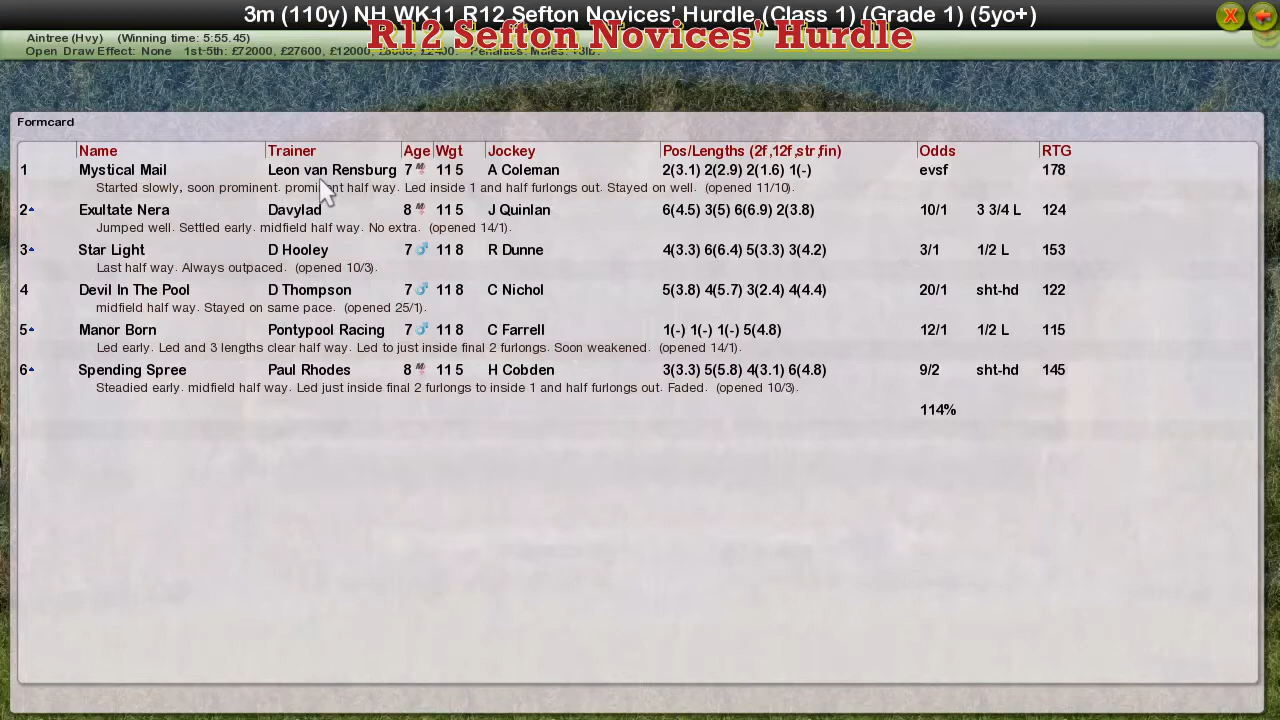 3m (110y) NH WK11 R12 Sefton Novices' Hurdle (Class 1) (Grade 1) (5yo+)
R12 Sefton Novices' Hurdle
Aintree (Hvy) (Winning time: 5:55.45)
Open Draw Effect: None 1st-5th: £72000, £27600, £12000, Penalties: Males:
Formcard
Name Trainer Age Wgt Jockey Pos/Lengths (2f,12f,str,fin) Odds RTG
1 Mystical Mail Leon van Rensburg 7 11 5 A Coleman 2(3.1) 2(2.9) 2(1.6) 1(-) evsf 178
Started slowly, soon prominent. prominent half way. Led inside 1 and half furlongs out. Stayed on well. (opened 11/10).
2 Exultate Nera Davylad 8 11 5 J Quinlan 6(4.5) 3(5) 6(6.9) 2(3.8) 10/1 3 3/4 L 124
Jumped well. Settled early. midfield half way. No extra. (opened 14/1).
3 Star Light D Hooley 7 11 8 R Dunne 4(3.3) 6(6.4) 5(3.3) 3(4.2) 3/1 1/2 L 153
Last half way. Always outpaced. (opened 10/3).
4 Devil In The Pool D Thompson 7 11 8 C Nichol 5(3.8) 4(5.7) 3(2.4) 4(4.4) 20/1 sht-hd 122
midfield half way. Stayed on same pace. (opened 25/1).
5 Manor Born Pontypool Racing 7 11 8 C Farrell 1(-) 1(-) 1(-) 5(4.8) 12/1 1/2 L 115
Led early. Led and 3 lengths clear half way. Led to just inside final 2 furlongs. Soon weakened. (opened 14/1).
6 Spending Spree Paul Rhodes 8 11 5 H Cobden 3(3.3) 5(5.8) 4(3.1) 6(4.8) 9/2 sht-hd 145
Steadied early. midfield half way. Led just inside final 2 furlongs to inside 1 and half furlongs out. Faded. (opened 10/3).
114%